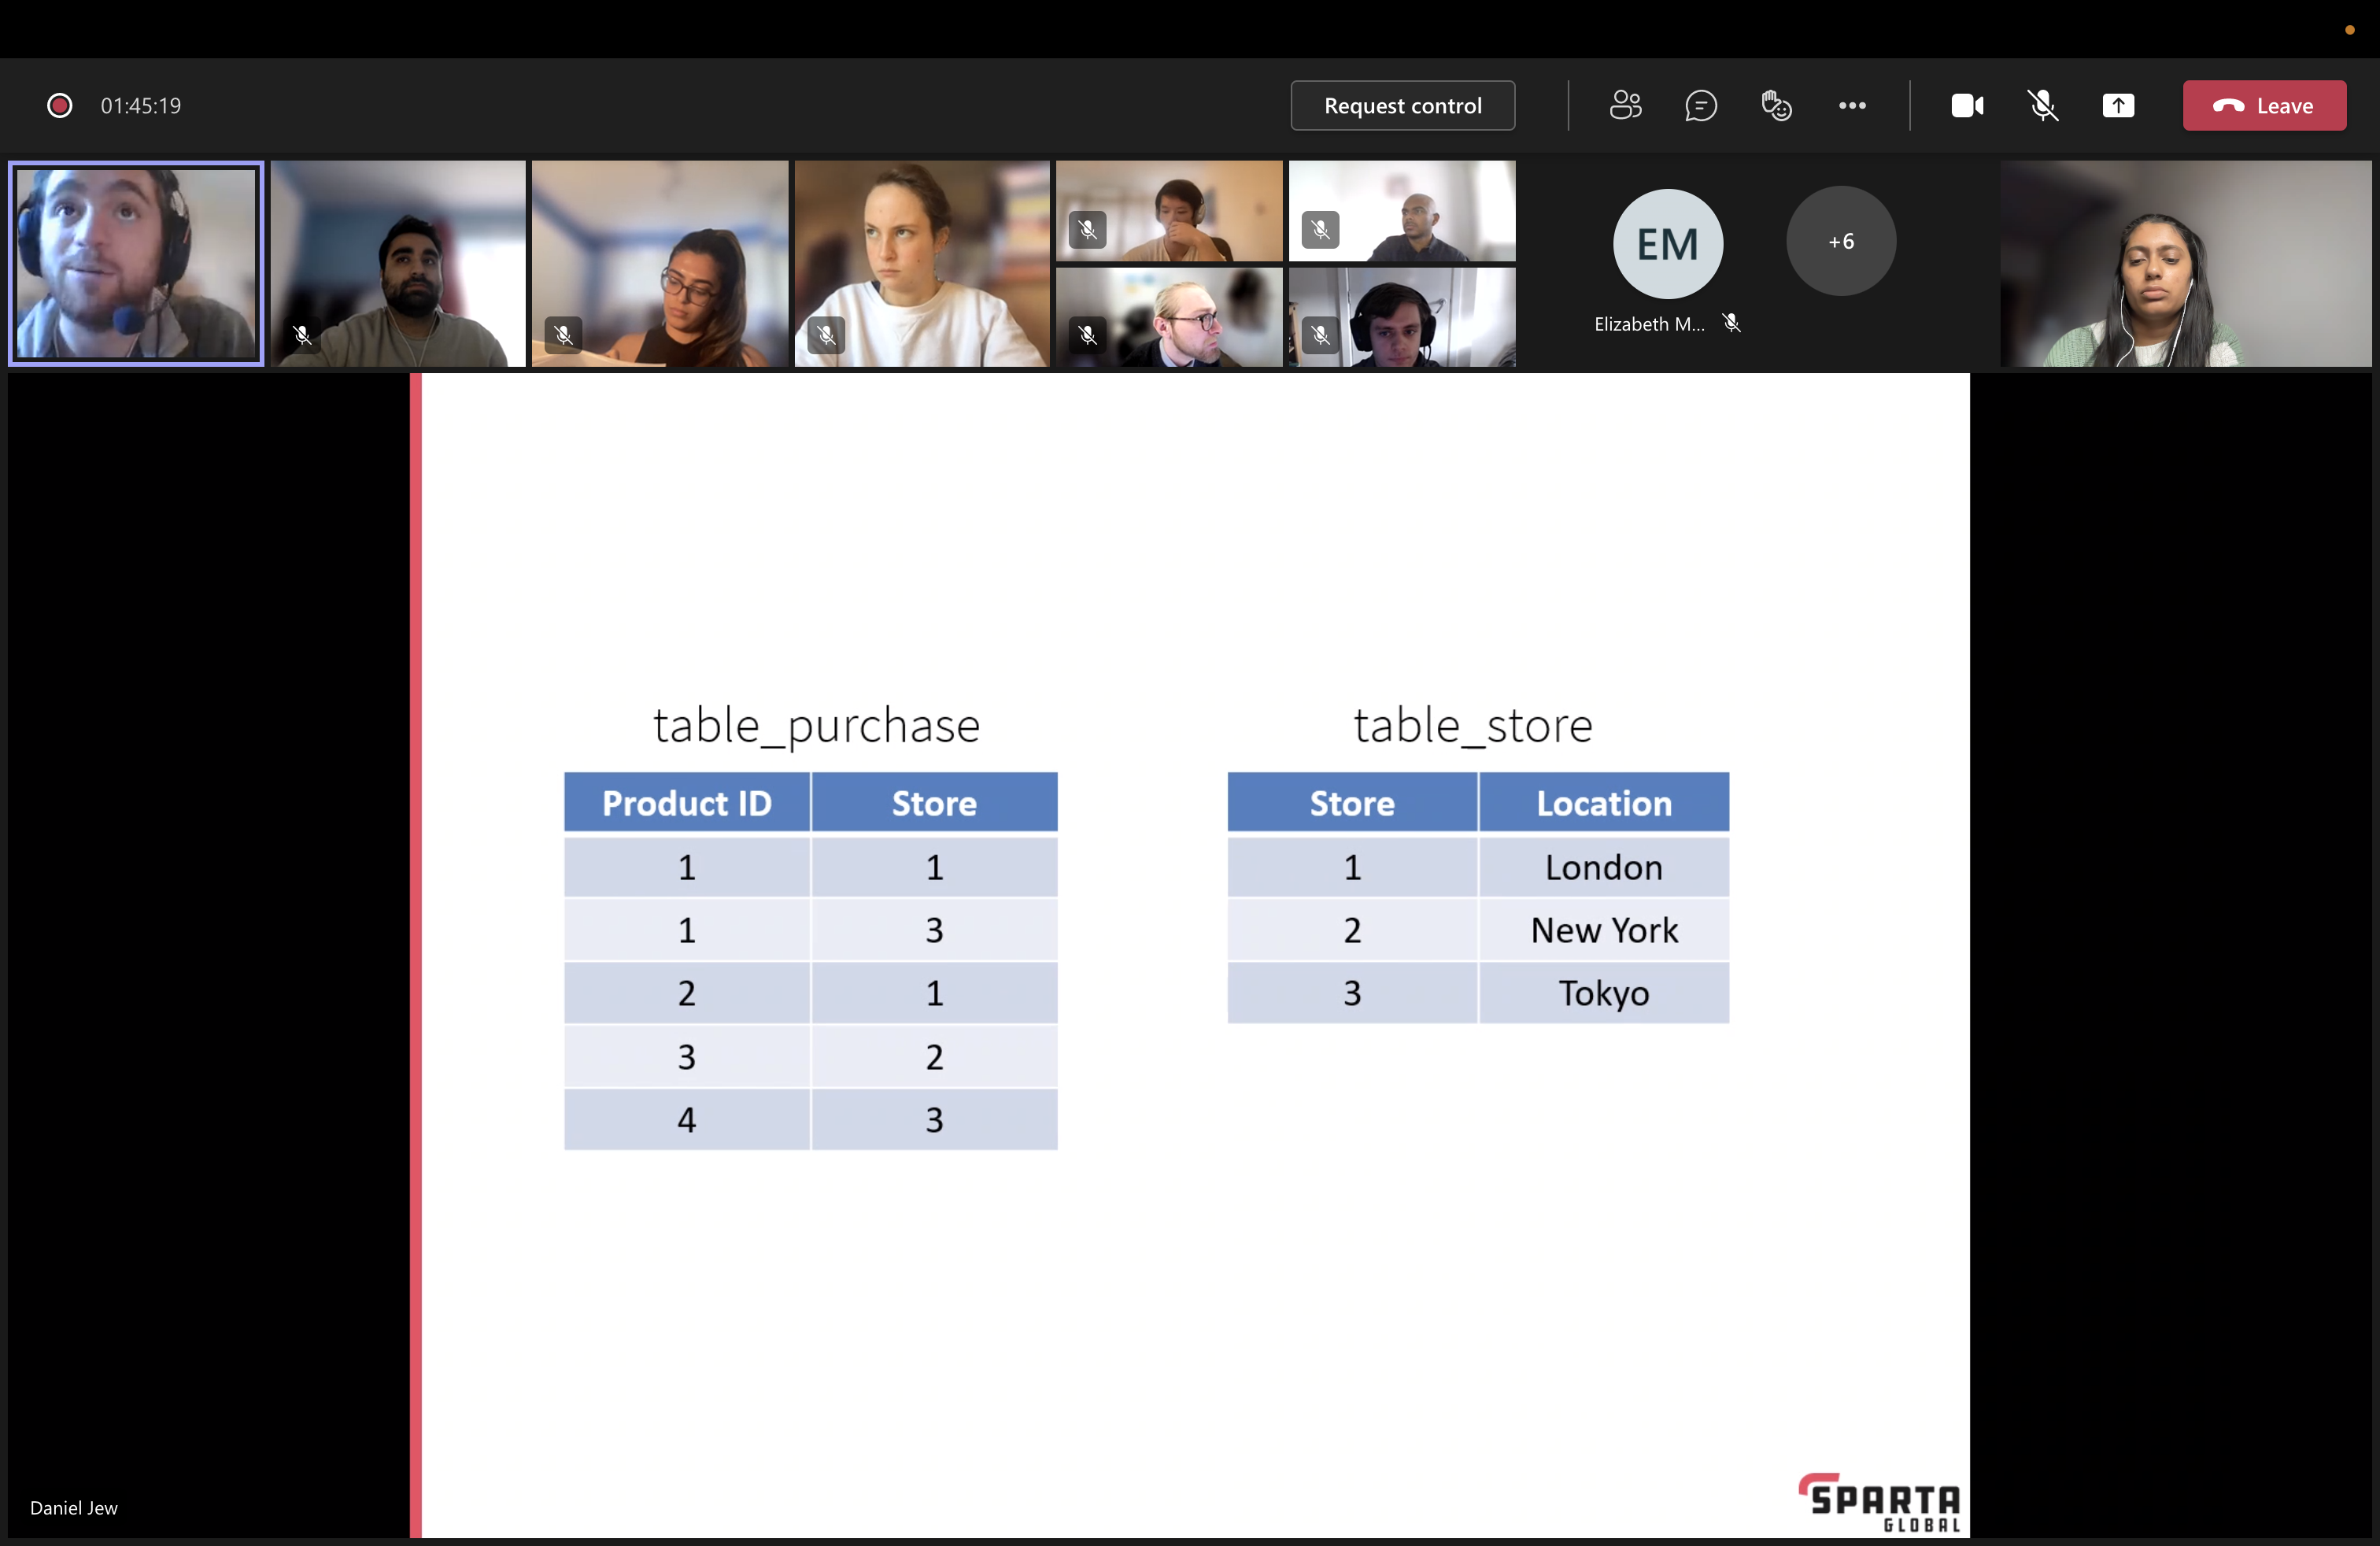 01:45:19
Request control
Leave
EM
+6
Elizabeth M...
table_purchase
Product ID Store
1 1
1 3
2 1
3 2
4 3
table_store
Store Location
1 London
2 New York
3 Tokyo
Daniel Jew
SPARTA
GLOBAL